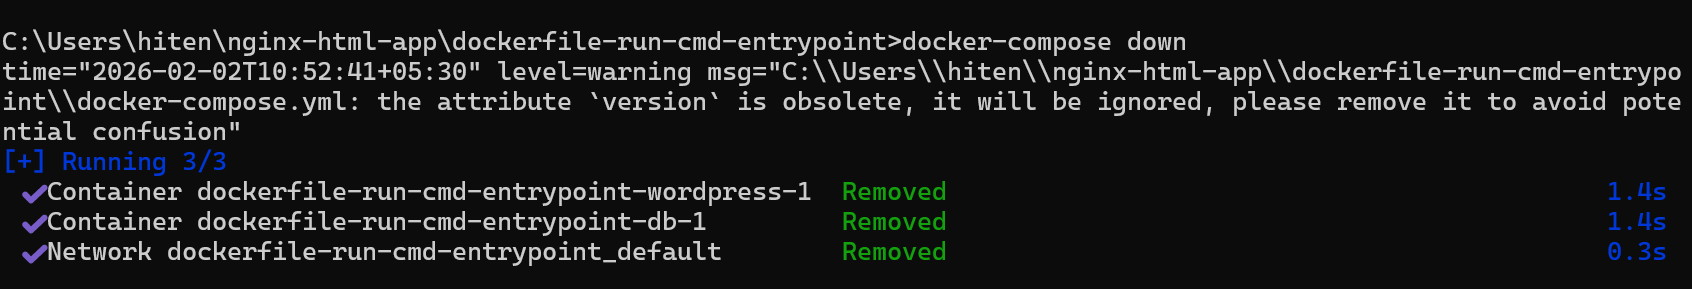 C:\Users\hiten\nginx-html-app\dockerfile-run-cmd-entrypoint>docker-compose down
time="2026-02-02T10:52:41+05:30" level=warning msg="C:\\Users\\hiten\\nginx-html-app\\dockerfile-run-cmd-entrypo
int\\docker-compose.yml: the attribute `version` is obsolete, it will be ignored, please remove it to avoid pote
ntial confusion"
[+] Running 3/3
✔Container dockerfile-run-cmd-entrypoint-wordpress-1  Removed 1.4s
✔Container dockerfile-run-cmd-entrypoint-db-1  Removed 1.4s
✔Network dockerfile-run-cmd-entrypoint_default  Removed 0.3s